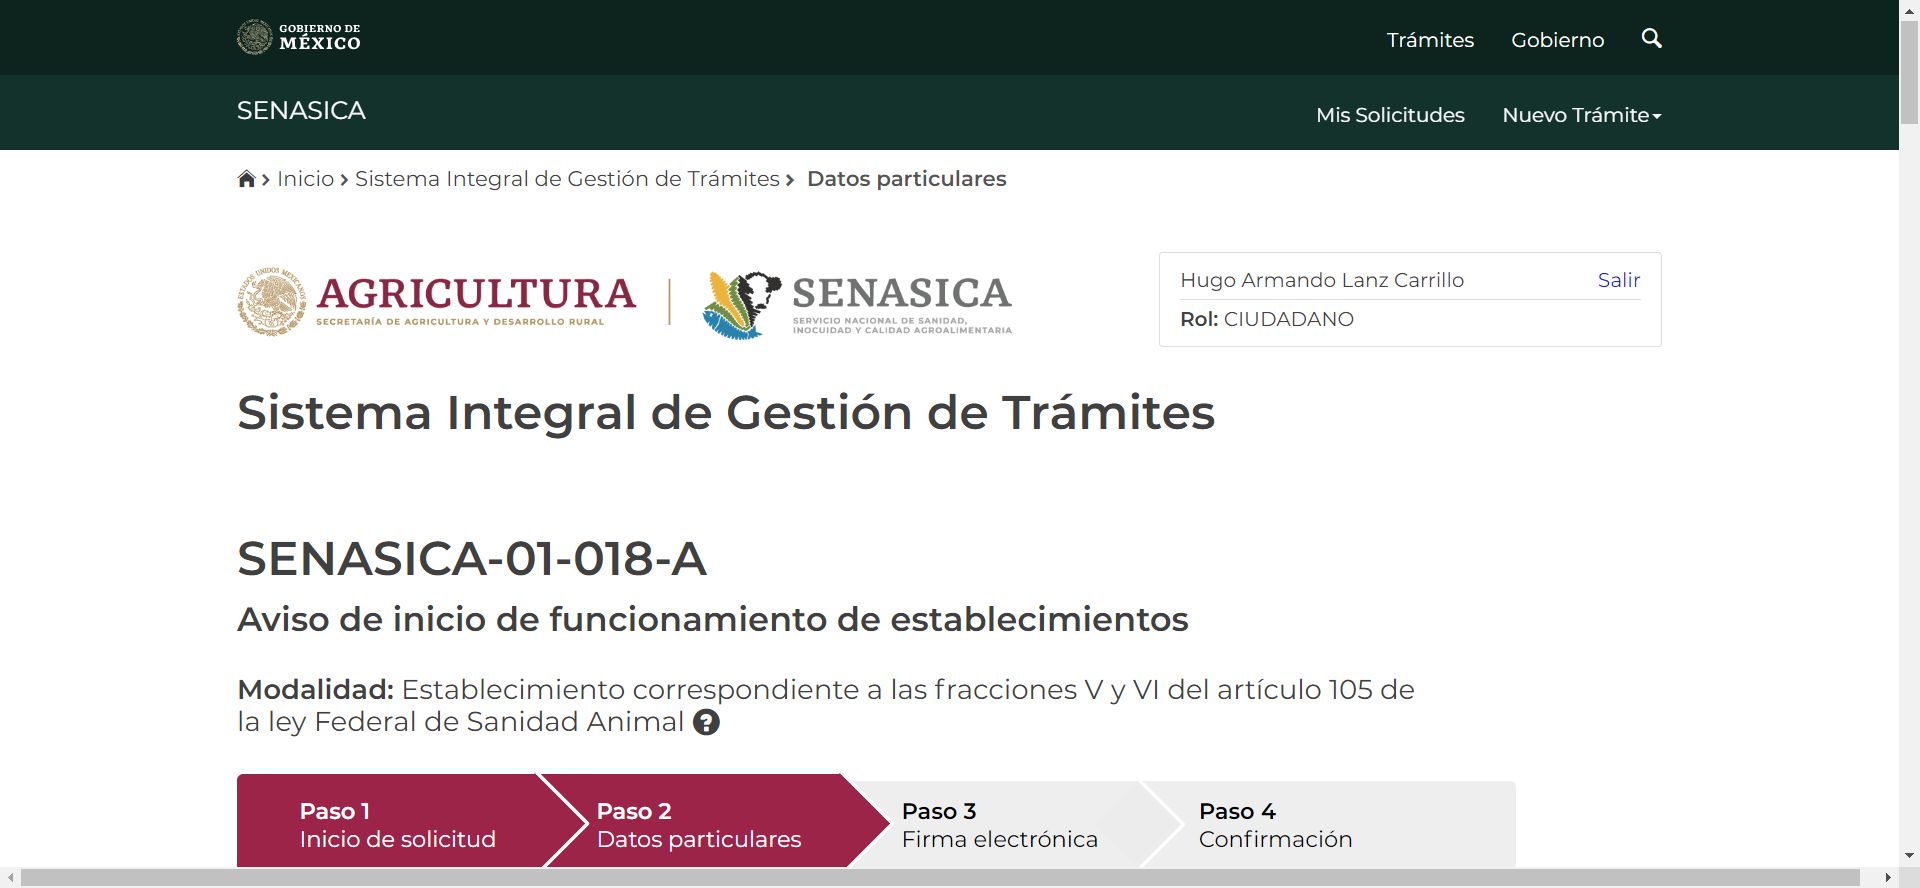 GOBIERNO DE
MÉXICO
Trámites
Gobierno
SENASICA
Mis Solicitudes
Nuevo Trámite
Inicio
Sistema Integral de Gestión de Trámites
Datos particulares
ESTADOS UNIDOS MEXICANOS
AGRICULTURA
SECRETARÍA DE AGRICULTURA Y DESARROLLO RURAL
SENASICA
SERVICIO NACIONAL DE SANIDAD,
INOCUIDAD Y CALIDAD AGROALIMENTARIA
Hugo Armando Lanz Carrillo
Salir
Rol: CIUDADANO
Sistema Integral de Gestión de Trámites
SENASICA-01-018-A
Aviso de inicio de funcionamiento de establecimientos
Modalidad: Establecimiento correspondiente a las fracciones V y VI del artículo 105 de
la ley Federal de Sanidad Animal ?
Paso 1
Inicio de solicitud
Paso 2
Datos particulares
Paso 3
Firma electrónica
Paso 4
Confirmación